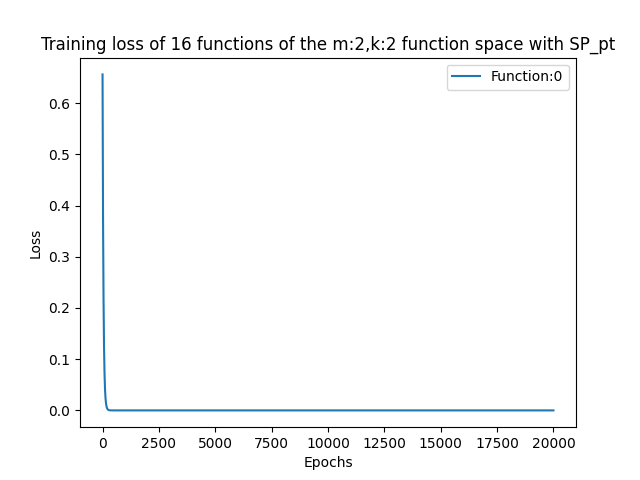 Training loss of 16 functions of the m:2,k:2 function space with SP_pt
Function:0
0.6
0.5
0.4
0.3
0.2
0.1
0.0
Loss
0 2500 5000 7500 10000 12500 15000 17500 20000
Epochs